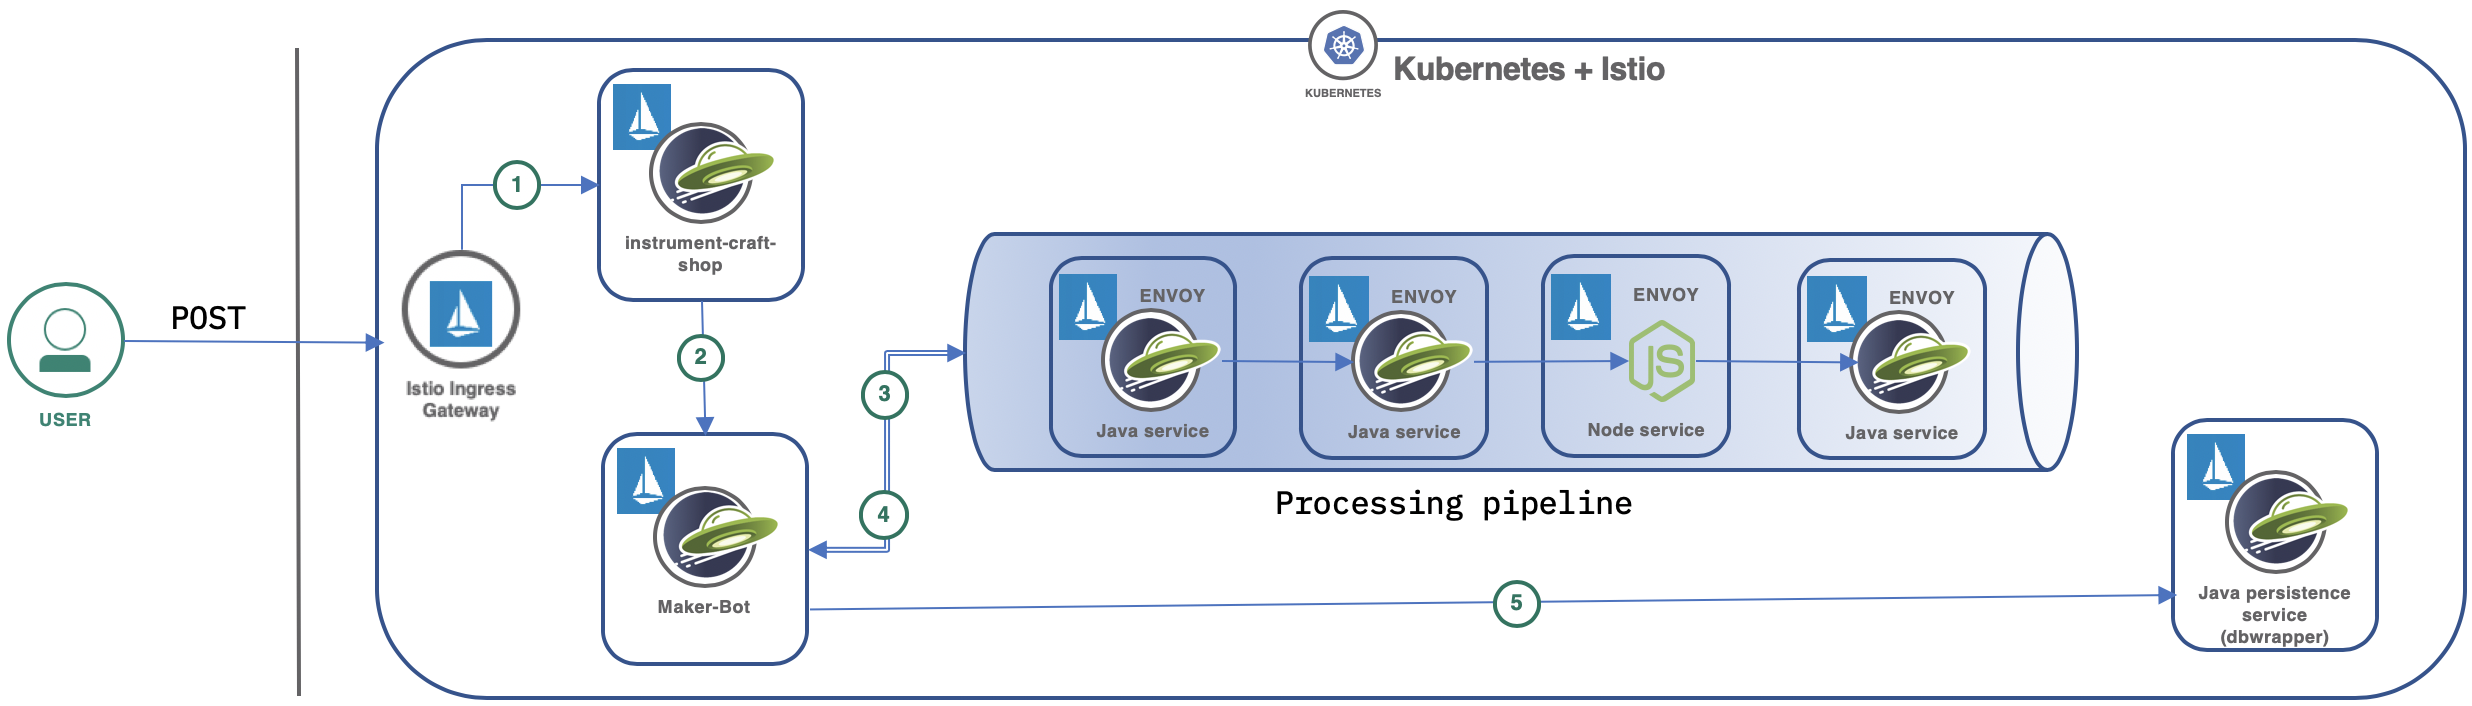 KUBERNETES
Kubernetes + Istio
USER
POST
Istio Ingress
Gateway
1
instrument-craft-
shop
2
Maker-Bot
3
4
ENVOY
Java service
ENVOY
Java service
ENVOY
JS
Node service
ENVOY
Java service
Processing pipeline
5
Java persistence
service
(dbwrapper)